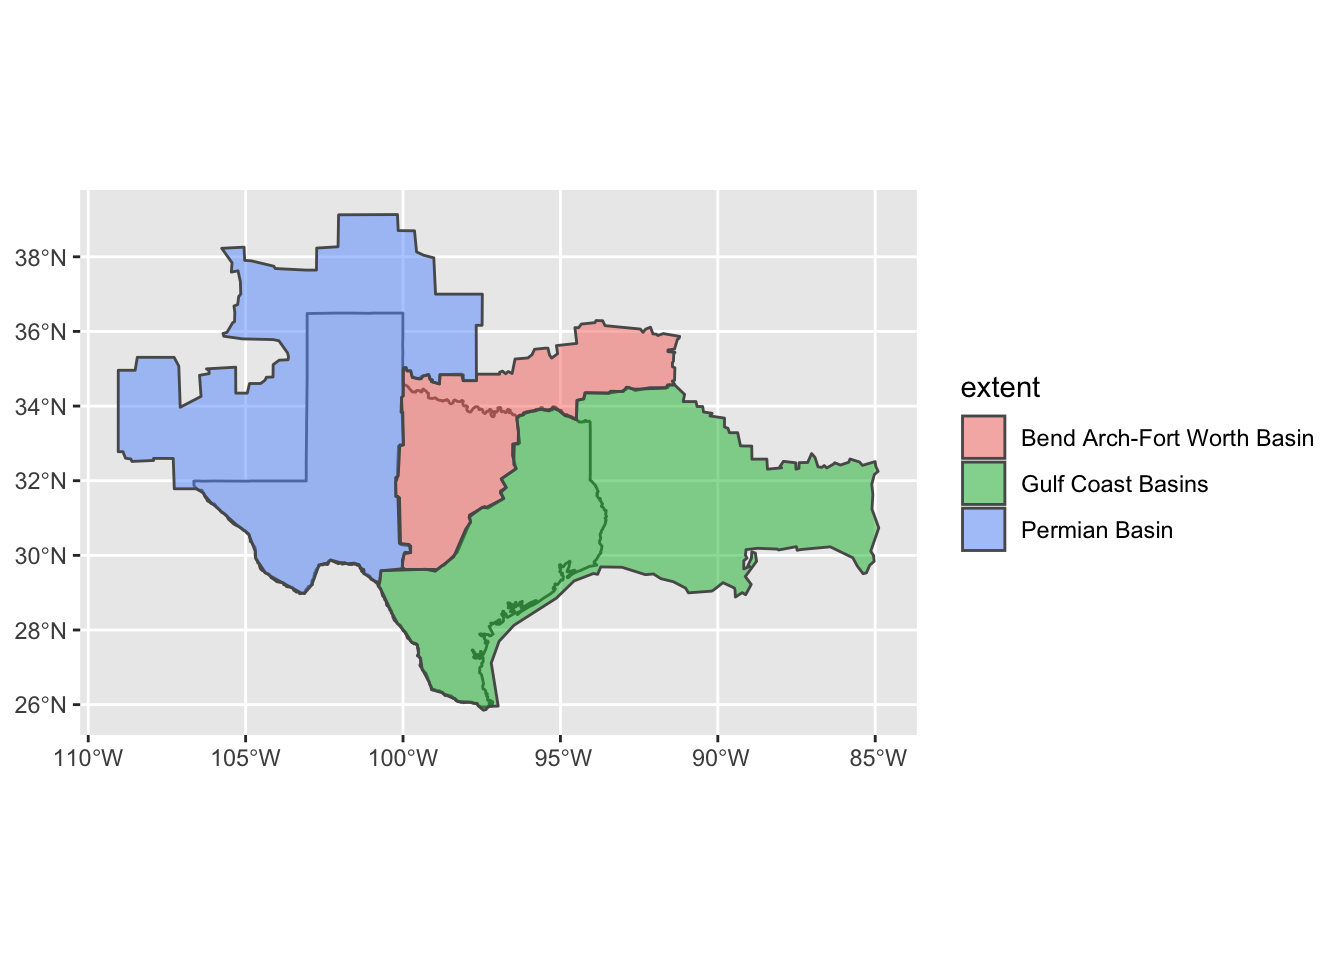 38°N
36°N
34°N
32°N
30°N
28°N
26°N
110°W 105°W 100°W 95°W 90°W 85°W
extent
Bend Arch-Fort Worth Basin
Gulf Coast Basins
Permian Basin